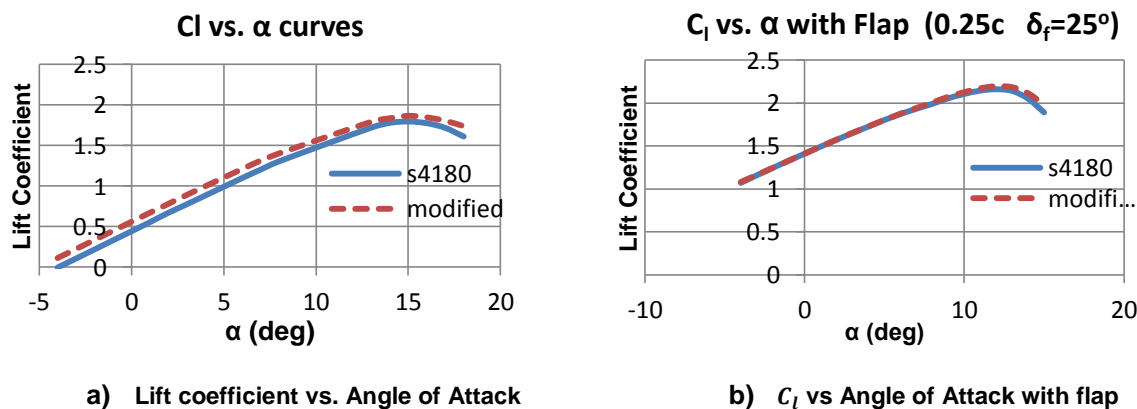 Cl vs. α curves
2.5
2
1.5
1
0.5
0
-5
0
5
10
15
20
Lift Coefficient
α (deg)
s4180
modified
a) Lift coefficient vs. Angle of Attack
Cₗ vs. α with Flap (0.25c δf=25º)
2.5
2
1.5
1
0.5
0
-10
0
10
20
Lift Coefficient
α (deg)
s4180
modifi...
b) 𝐶𝑙 vs Angle of Attack with flap